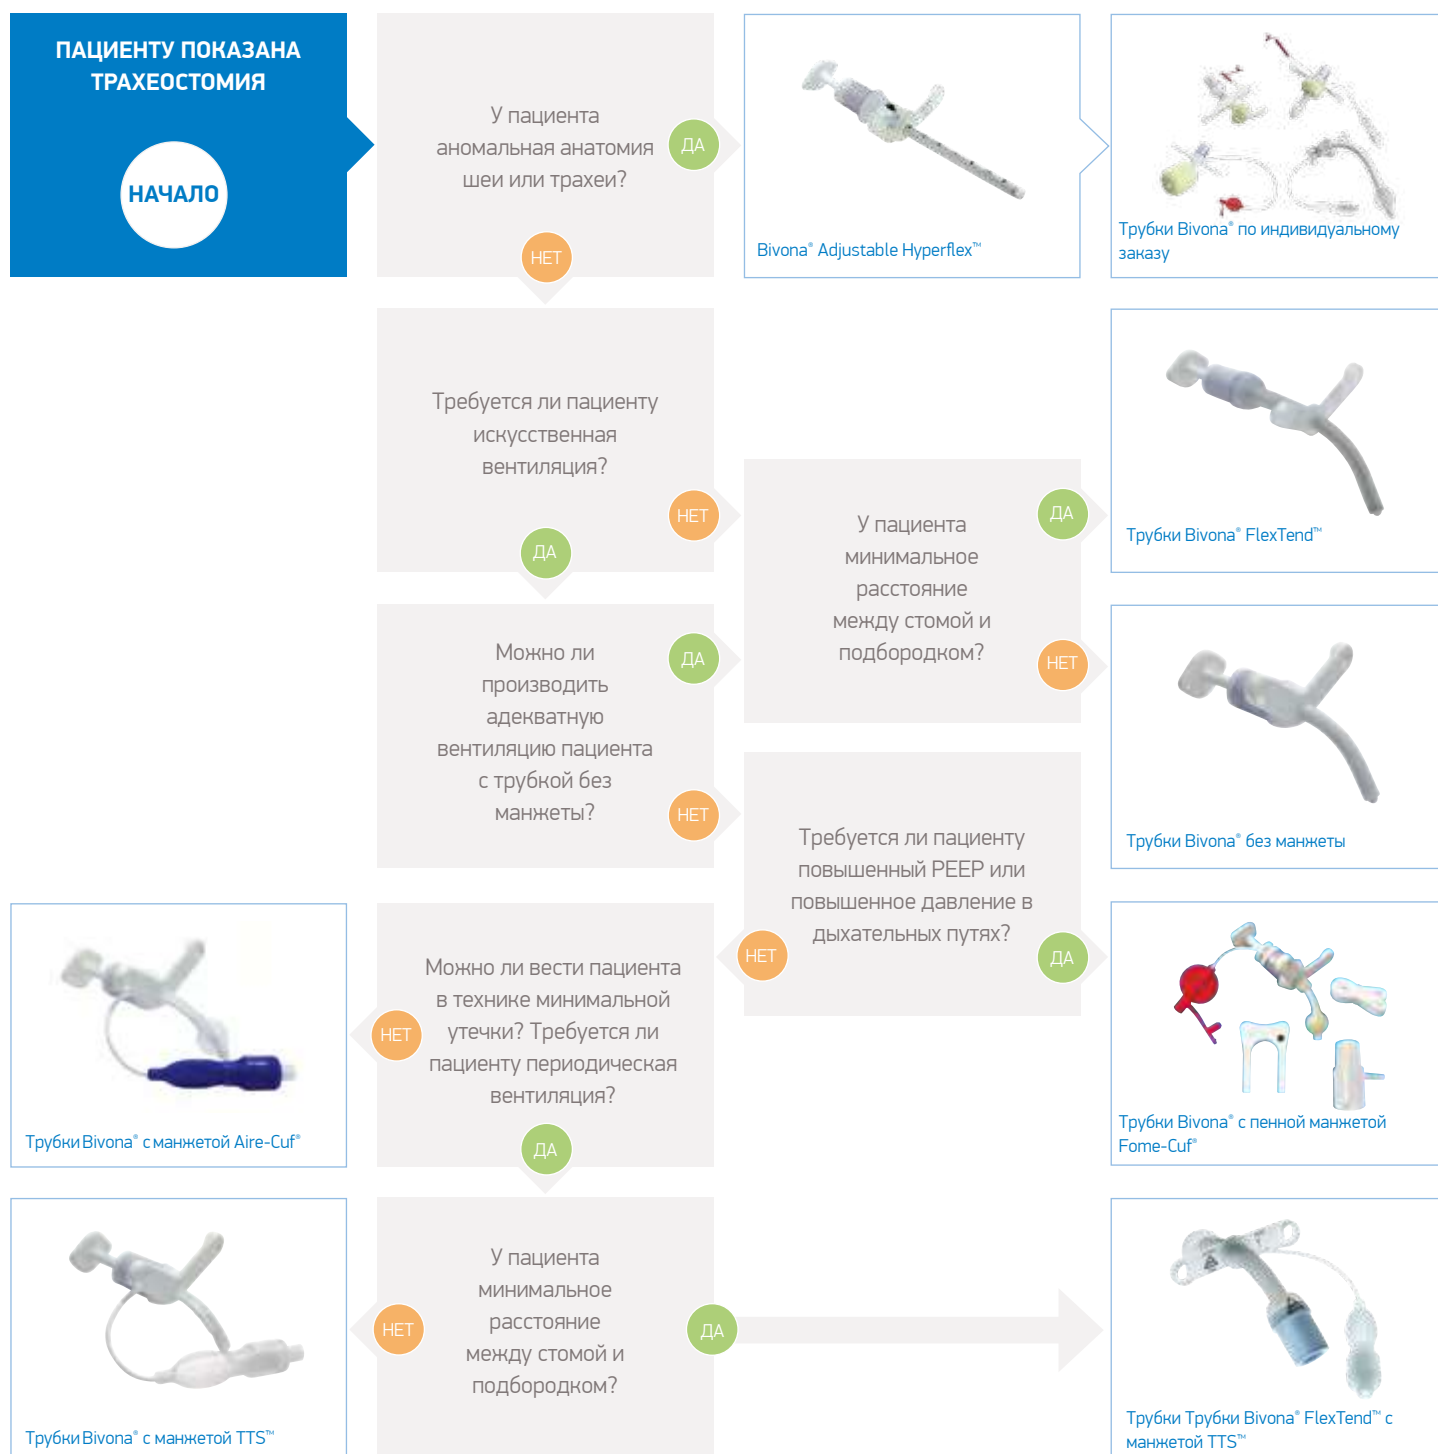 ПАЦИЕНТУ ПОКАЗАНА
ТРАХЕОСТОМИЯ
НАЧАЛО
У пациента
аномальная анатомия
шеи или трахеи?
ДА
НЕТ
Bivona® Adjustable Hyperflex™
Трубки Bivona® по индивидуальному
заказу
Требуется ли пациенту
искусственная
вентиляция?
НЕТ
ДА
У пациента
минимальное
расстояние
между стомой и
подбородком?
ДА
НЕТ
Трубки Bivona® FlexTend™
Можно ли
производить
адекватную
вентиляцию пациента
с трубкой без
манжеты?
ДА
НЕТ
Трубки Bivona® без манжеты
Требуется ли пациенту
повышенный PEEP или
повышенное давление в
дыхательных путях?
НЕТ
ДА
Трубки Bivona® с пенной манжетой
Fome-Cuf®
Можно ли вести пациента
в технике минимальной
утечки? Требуется ли
пациенту периодическая
вентиляция?
НЕТ
ДА
Трубки Bivona® с манжетой Aire-Cuf®
У пациента
минимальное
расстояние
между стомой и
подбородком?
НЕТ
ДА
Трубки Bivona® с манжетой TTS™
Трубки Трубки Bivona® FlexTend™ с
манжетой TTS™